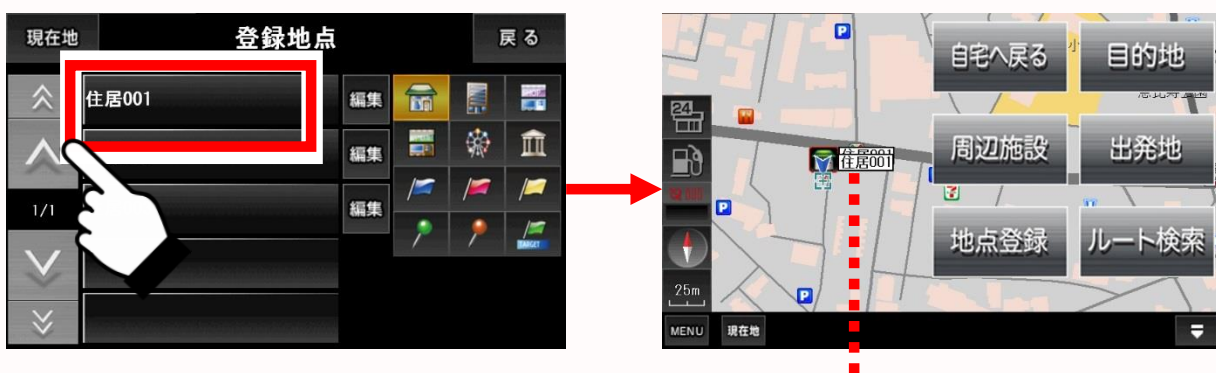 現在地
登録地点
戻る
住居001
編集
編集
1/1
編集
TARGET
P
24
P
25m
P
7
住居001
自宅へ戻る
目的地
周辺施設
出発地
地点登録
ルート検索
MENU
現在地